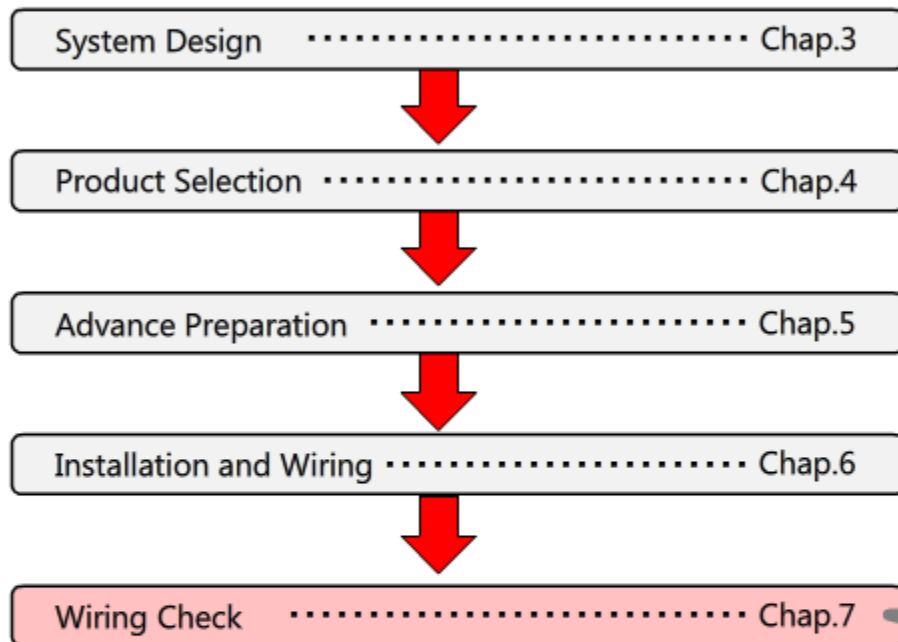 System Design ······························ Chap.3
Product Selection ···························· Chap.4
Advance Preparation ························· Chap.5
Installation and Wiring ························ Chap.6
Wiring Check ······························· Chap.7